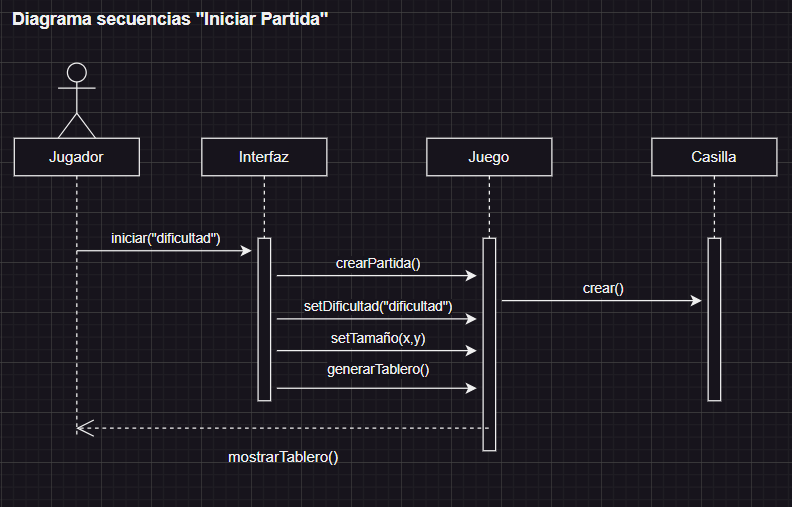 Diagrama secuencias "Iniciar Partida"
Jugador
Interfaz
Juego
Casilla
iniciar("dificultad")
crearPartida()
crear()
setDificultad("dificultad")
setTamaño(x,y)
generarTablero()
mostrarTablero()